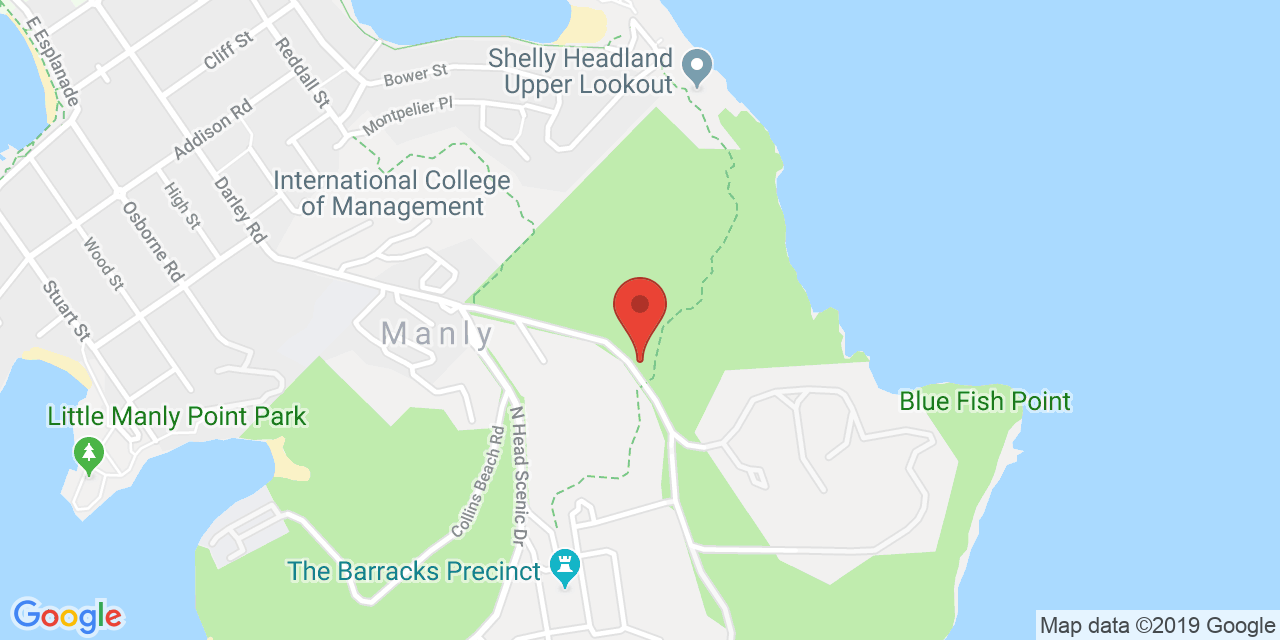 E Esplanade
Cliff St
Reddall St
Bower St
Shelly Headland
Upper Lookout
Montpelier Pl
Addison Rd
International College
of Management
High St
Darley Rd
Osborne Rd
Wood St
Stuart St
Manly
Little Manly Point Park
Blue Fish Point
N Head Scenic Dr
Collins Beach Rd
The Barracks Precinct
Google
Map data ©2019 Google